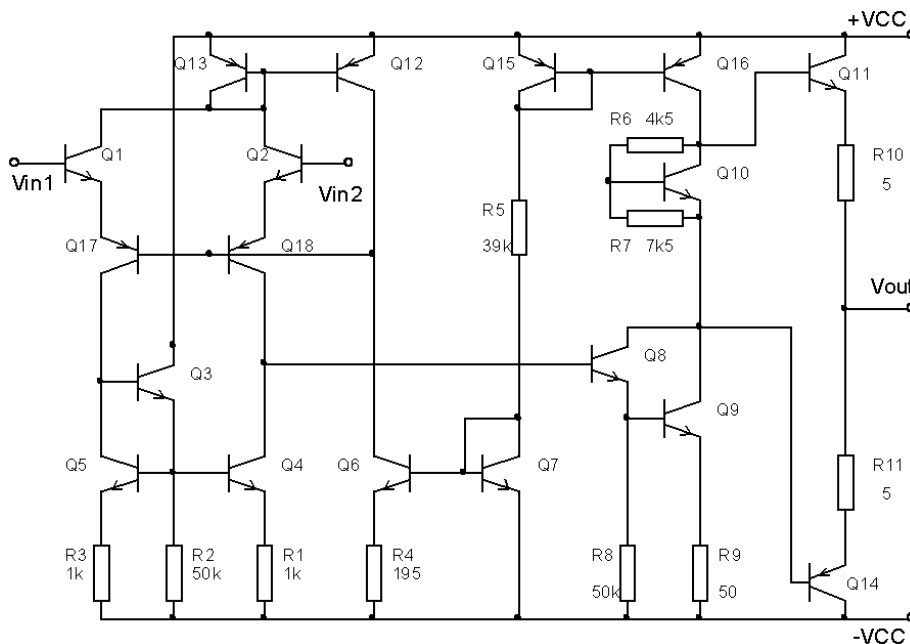 +VCC
Q13
Q12
Q15
Q16
Q11
R6 4k5
Q1
Q2
Q10
R10
5
Vin1
Vin2
R5
39k
R7 7k5
Q17
Q18
Vout
Q3
Q8
Q9
Q5
Q4
Q6
Q7
R11
5
R3
1k
R2
50k
R1
1k
R4
195
R8
50k
R9
50
Q14
-VCC